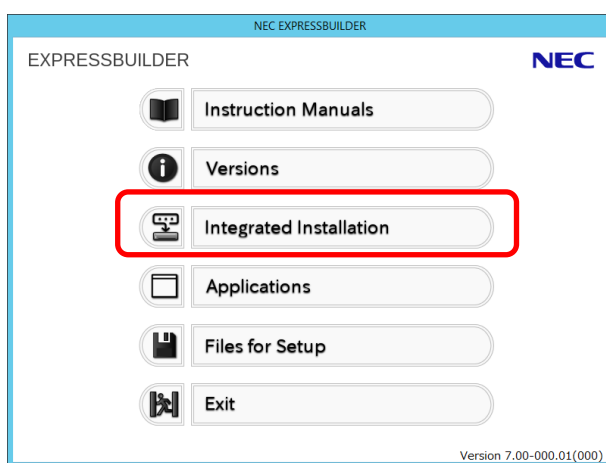 NEC EXPRESSBUILDER
EXPRESSBUILDER
NEC
Instruction Manuals
Versions
Integrated Installation
Applications
Files for Setup
Exit
Version 7.00-000.01(000)